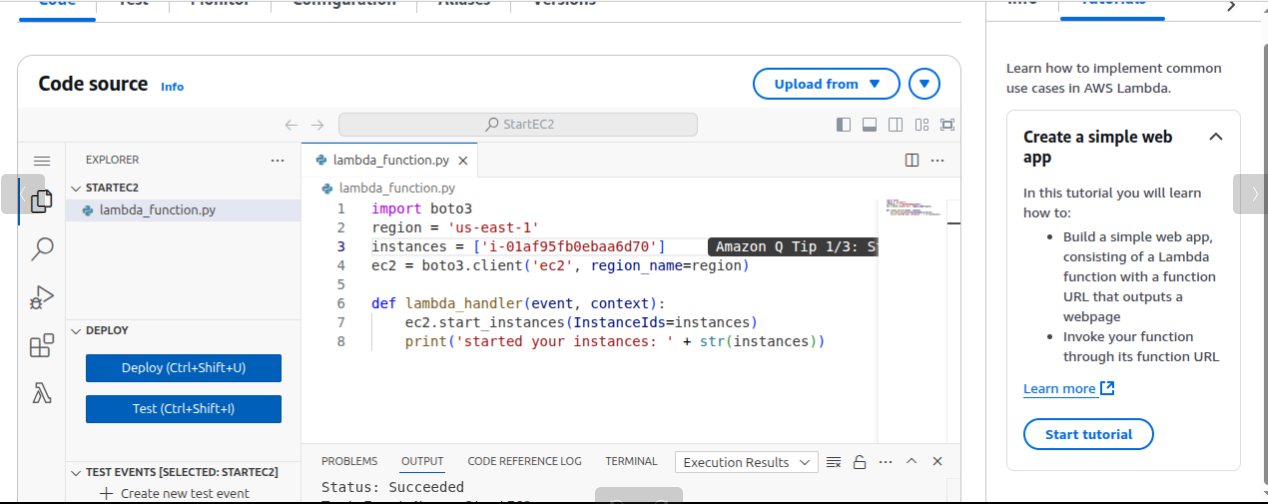 Code Test Monitor Configuration Aliases Versions
Info Tutorials
Code source Info
Upload from
StartEC2
EXPLORER
STARTEC2
lambda_function.py
DEPLOY
Deploy (Ctrl+Shift+U)
Test (Ctrl+Shift+I)
TEST EVENTS [SELECTED: STARTEC2]
Create new test event
lambda_function.py
lambda_function.py
1 import boto3
2 region = 'us-east-1'
3 instances = ['i-01af95fb0ebaa6d70'] Amazon Q Tip 1/3: S
4 ec2 = boto3.client('ec2', region_name=region)
5
6 def lambda_handler(event, context):
7 ec2.start_instances(InstanceIds=instances)
8 print('started your instances: ' + str(instances))
PROBLEMS OUTPUT CODE REFERENCE LOG TERMINAL Execution Results
Status: Succeeded
Learn how to implement common
use cases in AWS Lambda.
Create a simple web
app
In this tutorial you will learn
how to:
• Build a simple web app,
consisting of a Lambda
function with a function
URL that outputs a
webpage
• Invoke your function
through its function URL
Learn more
Start tutorial